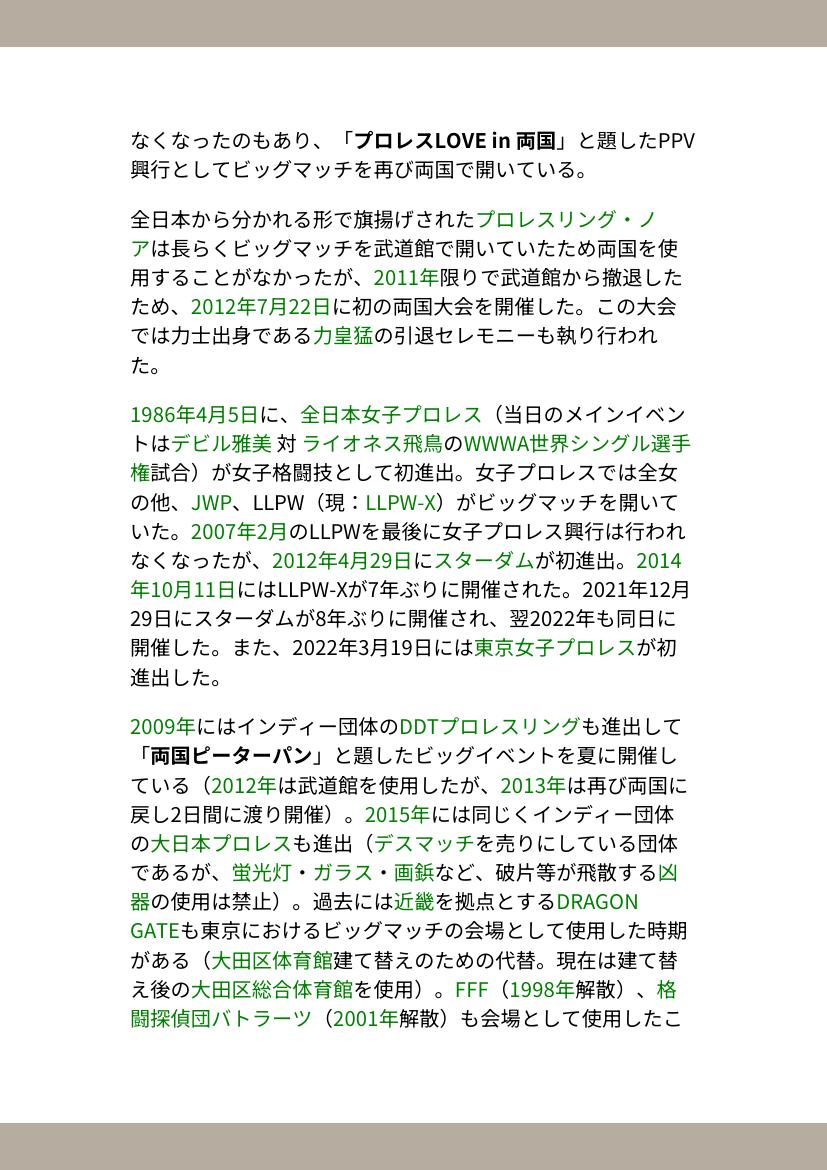 なくなったのもあり、「プロレスLOVE in 両国」と題したPPV
興行としてビッグマッチを再び両国で開いている。
全日本から分かれる形で旗揚げされたプロレスリング・ノ
アは長らくビッグマッチを武道館で開いていたため両国を使
用することがなかったが、2011年限りで武道館から撤退した
ため、2012年7月22日に初の両国大会を開催した。この大会
では力士出身である力皇猛の引退セレモニーも執り行われ
た。
1986年4月5日に、全日本女子プロレス（当日のメインイベン
トはデビル雅美 対 ライオネス飛鳥のWWWA世界シングル選手
権試合）が女子格闘技として初進出。女子プロレスでは全女
の他、JWP、LLPW（現：LLPW-X）がビッグマッチを開いて
いた。2007年2月のLLPWを最後に女子プロレス興行は行われ
なくなったが、2012年4月29日にスターダムが初進出。2014
年10月11日にはLLPW-Xが7年ぶりに開催された。2021年12月
29日にスターダムが8年ぶりに開催され、翌2022年も同日に
開催した。また、2022年3月19日には東京女子プロレスが初
進出した。
2009年にはインディー団体のDDTプロレスリングも進出して
「両国ピーターパン」と題したビッグイベントを夏に開催し
ている（2012年は武道館を使用したが、2013年は再び両国に
戻し2日間に渡り開催）。2015年には同じくインディー団体
の大日本プロレスも進出（デスマッチを売りにしている団体
であるが、蛍光灯・ガラス・画鋲など、破片等が飛散する凶
器の使用は禁止）。過去には近畿を拠点とするDRAGON
GATEも東京におけるビッグマッチの会場として使用した時期
がある（大田区体育館建て替えのための代替。現在は建て替
え後の大田区総合体育館を使用）。FFF（1998年解散）、格
闘探偵団バトラーツ（2001年解散）も会場として使用したこ